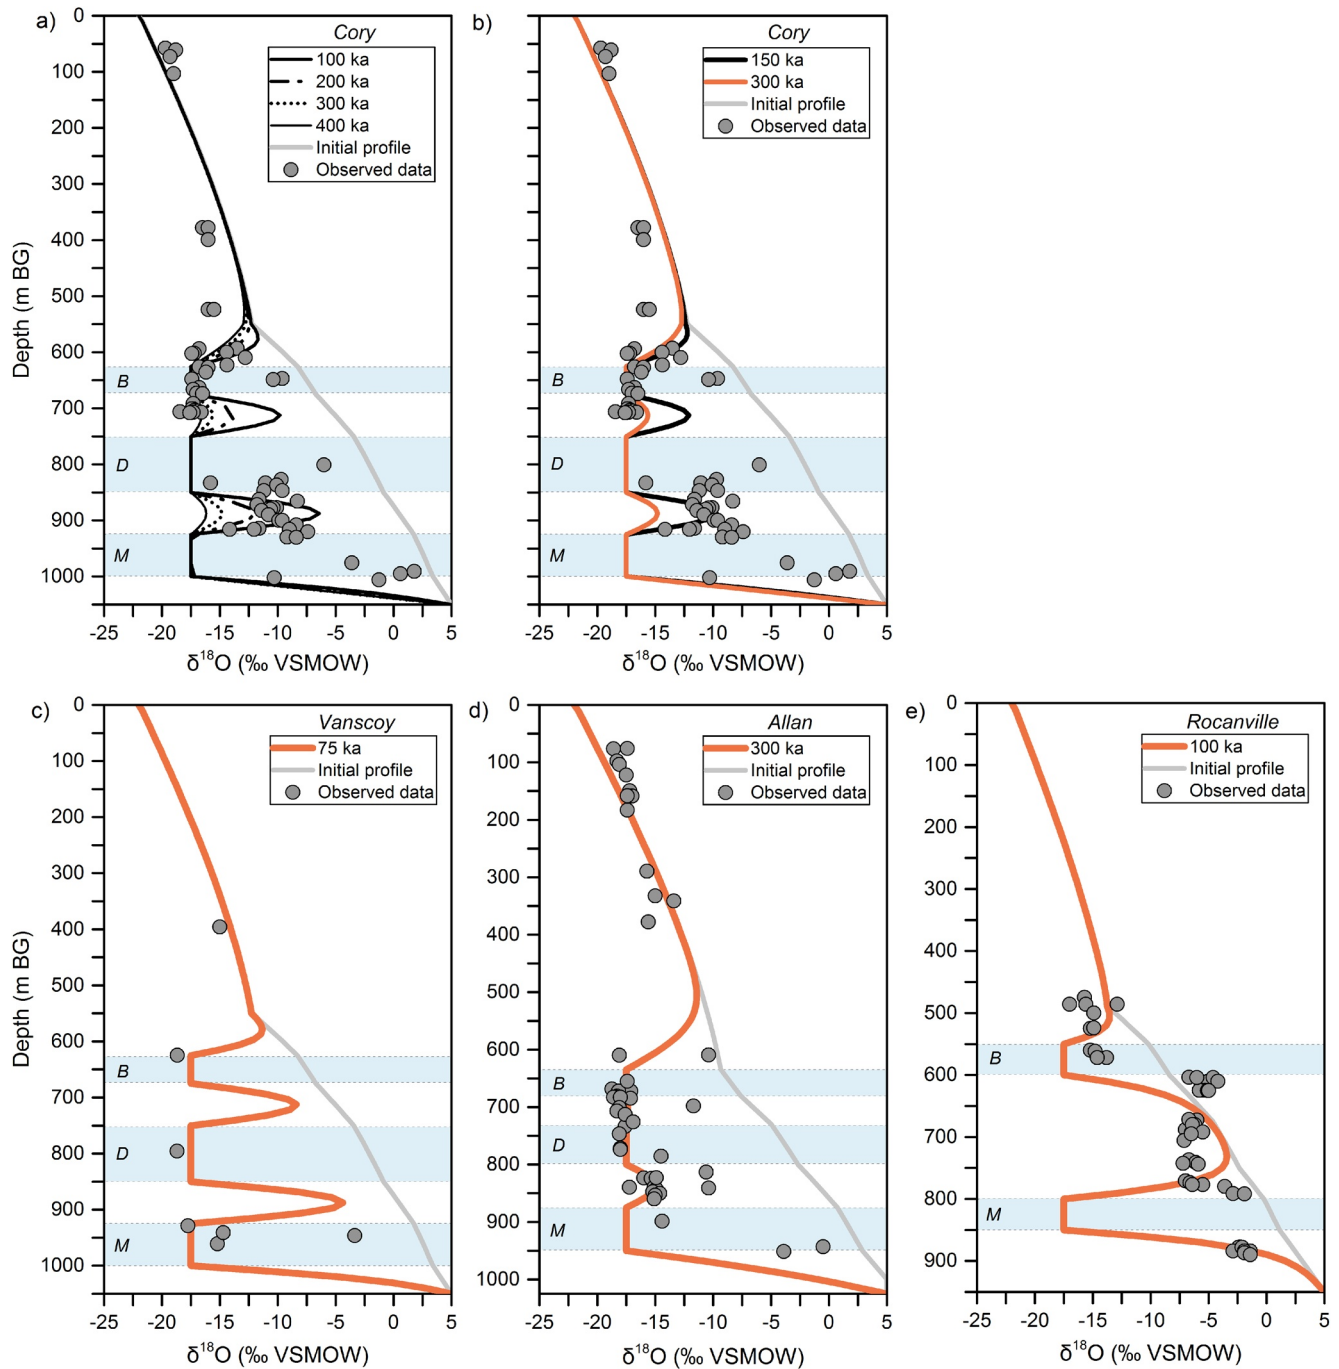 a)
Cory
100 ka
200 ka
300 ka
400 ka
Initial profile
Observed data
0
100
200
300
400
500
600
700
800
900
1000
Depth (m BG)
B
D
M
-25 -20 -15 -10 -5 0 5
δ¹⁸O (‰ VSMOW)
b)
Cory
150 ka
300 ka
Initial profile
Observed data
-25 -20 -15 -10 -5 0 5
δ¹⁸O (‰ VSMOW)
c)
Vanscoy
75 ka
Initial profile
Observed data
0
100
200
300
400
500
600
700
800
900
1000
Depth (m BG)
B
D
M
-25 -20 -15 -10 -5 0 5
δ¹⁸O (‰ VSMOW)
d)
Allan
300 ka
Initial profile
Observed data
0
100
200
300
400
500
600
700
800
900
1000
B
D
M
-25 -20 -15 -10 -5 0 5
δ¹⁸O (‰ VSMOW)
e)
Rocanville
100 ka
Initial profile
Observed data
0
100
200
300
400
500
600
700
800
900
B
M
-25 -20 -15 -10 -5 0 5
δ¹⁸O (‰ VSMOW)